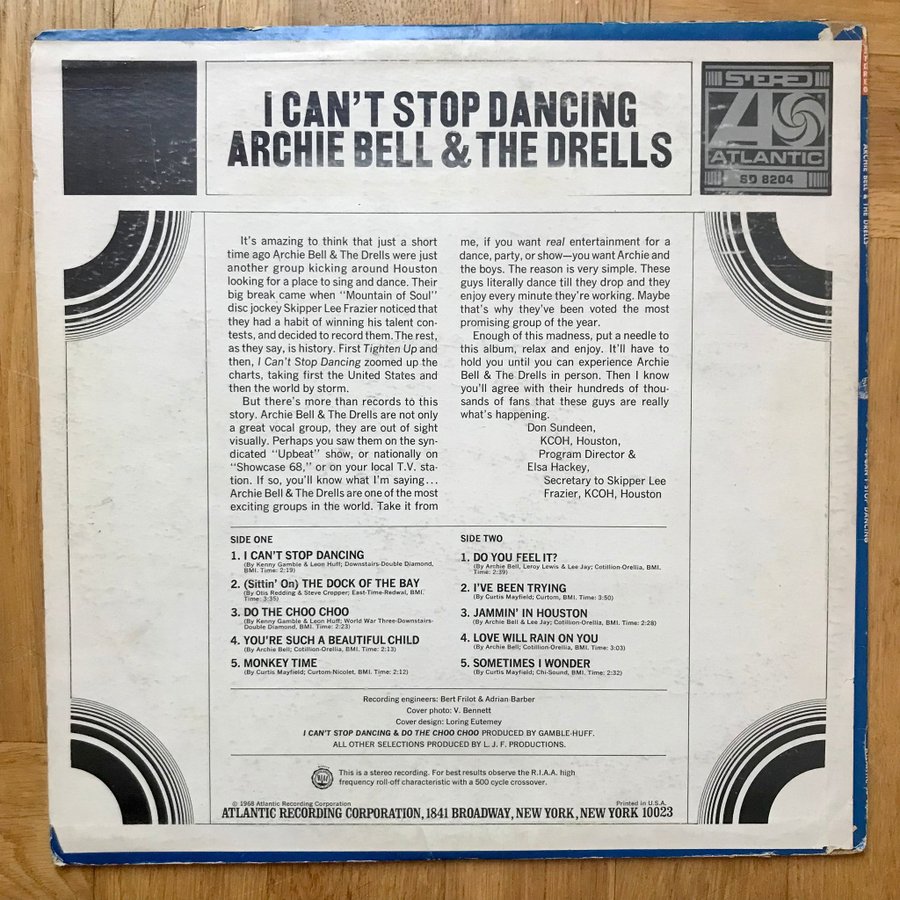 I CAN'T STOP DANCING
ARCHIE BELL & THE DRELLS
STEREO
ATLANTIC
SD 8204
It's amazing to think that just a short
time ago Archie Bell & The Drells were just
another group kicking around Houston
looking for a place to sing and dance. Their
big break came when "Mountain of Soul"
disc jockey Skipper Lee Frazier noticed that
they had a habit of winning his talent con-
tests, and decided to record them. The rest,
as they say, is history. First Tighten Up and
then, I Can't Stop Dancing zoomed up the
charts, taking first the United States and
then the world by storm.
But there's more than records to this
story. Archie Bell & The Drells are not only
a great vocal group, they are out of sight
visually. Perhaps you saw them on the syn-
dicated "Upbeat" show, or nationally on
"Showcase 68," or on your local T.V. sta-
tion. If so, you'll know what I'm saying...
Archie Bell & The Drells are one of the most
exciting groups in the world. Take it from
me, if you want real entertainment for a
dance, party, or show—you want Archie and
the boys. The reason is very simple. These
guys literally dance till they drop and they
enjoy every minute they're working. Maybe
that's why they've been voted the most
promising group of the year.
Enough of this madness, put a needle to
this album, relax and enjoy. It'll have to
hold you until you can experience Archie
Bell & The Drells in person. Then I know
you'll agree with their hundreds of thou-
sands of fans that these guys are really
what's happening.
Don Sundeen,
KCOH, Houston,
Program Director &
Elsa Hackey,
Secretary to Skipper Lee
Frazier, KCOH, Houston
SIDE ONE
1. I CAN'T STOP DANCING
(By Kenny Gamble & Leon Huff; Downstairs-Double Diamond,
BMI. Time: 2:19)
2. (Sittin' On) THE DOCK OF THE BAY
(By Otis Redding & Steve Cropper; East-Time-Redwal, BMI.
Time: 3:35)
3. DO THE CHOO CHOO
(By Kenny Gamble & Leon Huff; World War Three-Downstairs-
Double Diamond, BMI. Time: 2:23)
4. YOU'RE SUCH A BEAUTIFUL CHILD
(By Archie Bell; Cotillion-Orellia, BMI. Time: 2:13)
5. MONKEY TIME
(By Curtis Mayfield; Curtom-Nicolet, BMI. Time: 2:12)
SIDE TWO
1. DO YOU FEEL IT?
(By Archie Bell, Leroy Lewis & Lee Jay; Cotillion-Orellia, BMI.
Time: 2:39)
2. I'VE BEEN TRYING
(By Curtis Mayfield; Curtom, BMI. Time: 3:50)
3. JAMMIN' IN HOUSTON
(By Archie Bell & Lee Jay; Cotillion-Orellia, BMI. Time: 2:28)
4. LOVE WILL RAIN ON YOU
(By Archie Bell; Cotillion-Orellia, BMI. Time: 3:03)
5. SOMETIMES I WONDER
(By Curtis Mayfield; Chi-Sound, BMI. Time: 2:32)
Recording engineers: Bert Frilot & Adrian Barber
Cover photo: V. Bennett
Cover design: Loring Eutemey
I CAN'T STOP DANCING & DO THE CHOO CHOO PRODUCED BY GAMBLE-HUFF.
ALL OTHER SELECTIONS PRODUCED BY L. J. F. PRODUCTIONS.
This is a stereo recording. For best results observe the R.I.A.A. high
frequency roll-off characteristic with a 500 cycle crossover.
© 1968 Atlantic Recording Corporation
Printed in U.S.A.
ATLANTIC RECORDING CORPORATION, 1841 BROADWAY, NEW YORK, NEW YORK 10023
STEREO
ARCHIE BELL & THE DRELLS
I CAN'T STOP DANCING